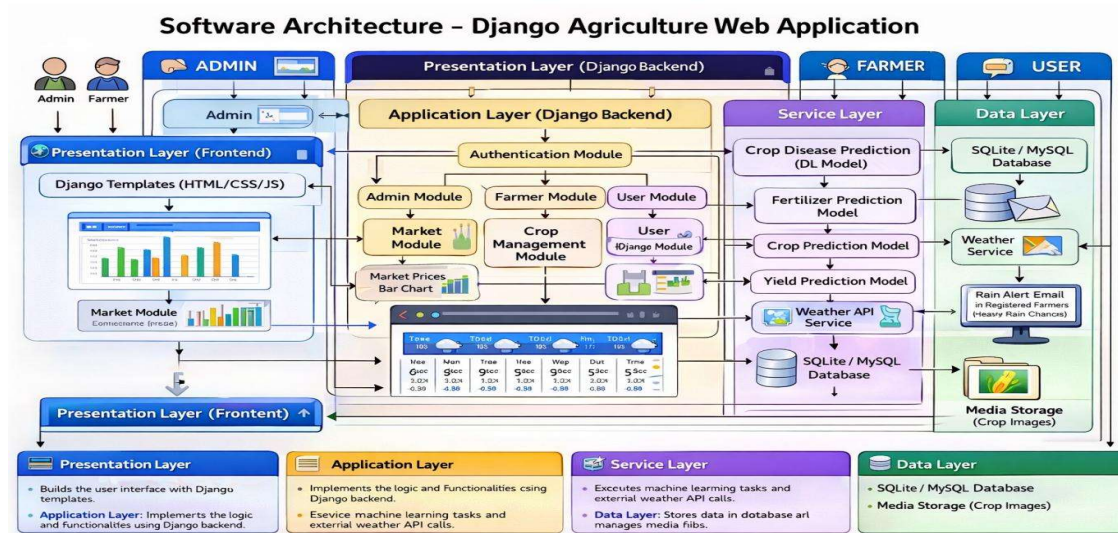 Software Architecture – Django Agriculture Web Application
Admin
Farmer
ADMIN
Presentation Layer (Django Backend)
FARMER
USER
Admin
Application Layer (Django Backend)
Service Layer
Data Layer
Presentation Layer (Frontend)
Authentication Module
Crop Disease Prediction
(DL Model)
SQLite / MySQL
Database
Django Templates (HTML/CSS/JS)
Admin Module
Farmer Module
User Module
Fertilizer Prediction
Model
Market
Module
Crop
Management
Module
User
Crop Prediction Model
Weather
Service
Market Prices
Bar Chart
Yield Prediction Model
Rain Alert Email
in Registered Farmers
(Heavy Rain Chancrs)
Market Module
Weather API
Service
SQLite / MySQL
Database
Media Storage
(Crop Images)
Presentation Layer (Frontent)
Presentation Layer
Builds the user interface with Django
templates.
Application Layer: Implements the logic
and functionalities using Django backend.
Application Layer
Implements the logic and Functionalities csing
Django backend.
Esevice machine learning tasks and
external weather API calls.
Service Layer
Executes machine learning tasks and
exterrial weather API calls.
Data Layer: Stores data in dotabase arl
manages media fiibs.
Data Layer
SQLite / MySQL Database
Media Storage (Crop Images)